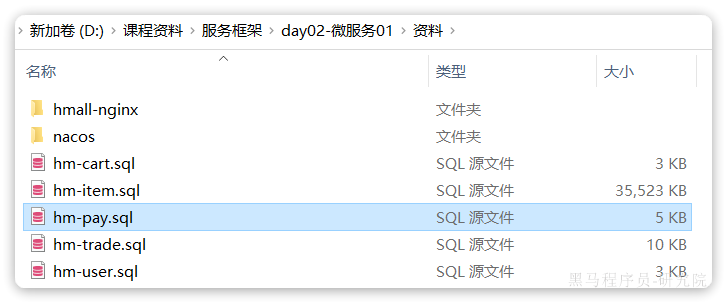 新加卷 (D:) › 课程资料 › 服务框架 › day02-微服务01 › 资料 ›
名称 类型 大小
hmall-nginx 文件夹
nacos 文件夹
hm-cart.sql SQL 源文件 3 KB
hm-item.sql SQL 源文件 35,523 KB
hm-pay.sql SQL 源文件 5 KB
hm-trade.sql SQL 源文件 10 KB
hm-user.sql SQL 源文件 3 KB
黑马程序员-研究院